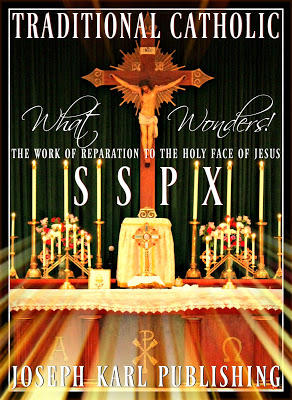 TRADITIONAL CATHOLIC
What Wonders!
THE WORK OF REPARATION TO THE HOLY FACE OF JESUS
S S P X
Α ☧ Ω
JOSEPH KARL PUBLISHING